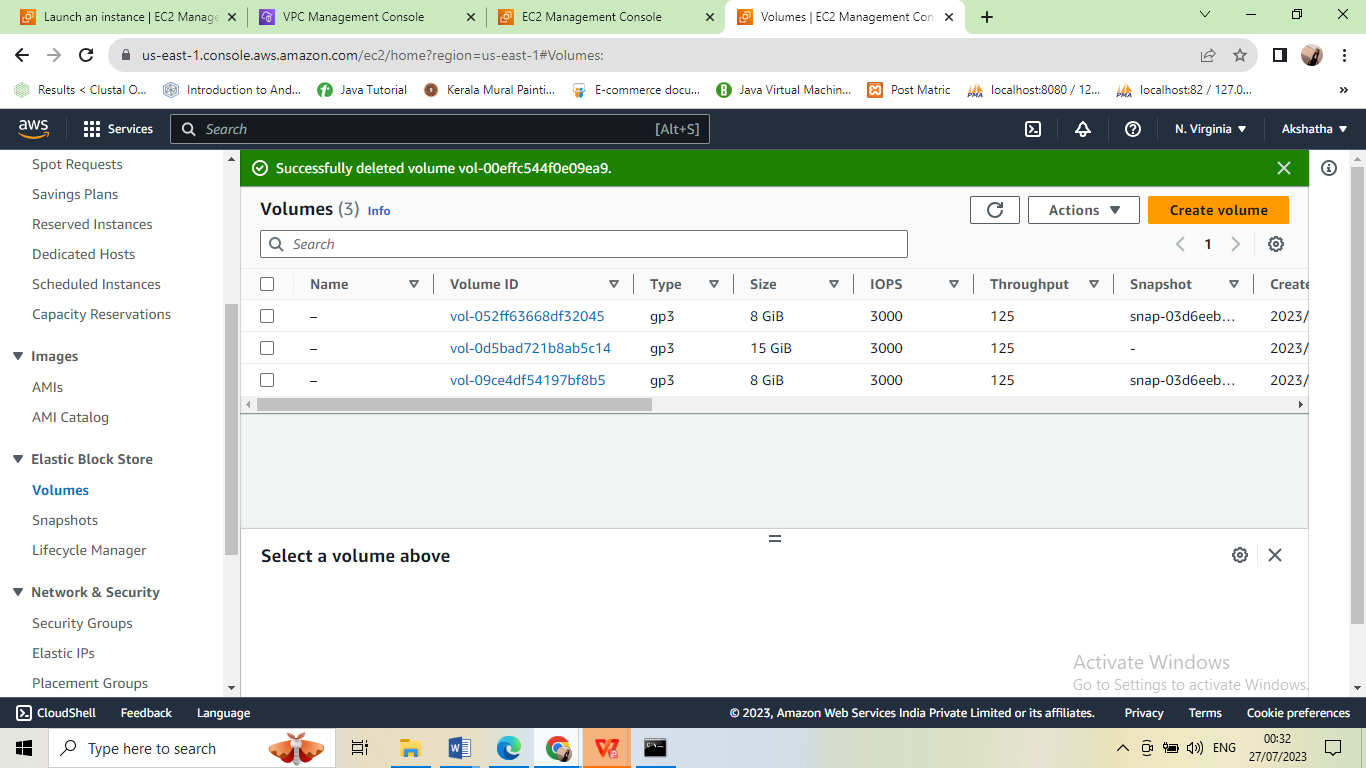 Launch an instance | EC2 Manage
VPC Management Console
EC2 Management Console
Volumes | EC2 Management Con
us-east-1.console.aws.amazon.com/ec2/home?region=us-east-1#Volumes:
Results < Clustal O...
Introduction to And...
Java Tutorial
Kerala Mural Painti...
E-commerce docu...
Java Virtual Machin...
Post Matric
localhost:8080 / 12...
localhost:82 / 127.0...
»
aws
Services
Search [Alt+S]
N. Virginia
Akshatha
Spot Requests
Savings Plans
Reserved Instances
Dedicated Hosts
Scheduled Instances
Capacity Reservations
Images
AMIs
AMI Catalog
Elastic Block Store
Volumes
Snapshots
Lifecycle Manager
Network & Security
Security Groups
Elastic IPs
Placement Groups
Successfully deleted volume vol-00effc544f0e09ea9.
Volumes (3) Info
Actions
Create volume
Search
1
Name Volume ID Type Size IOPS Throughput Snapshot Create
– vol-052ff63668df32045 gp3 8 GiB 3000 125 snap-03d6eeb... 2023/
– vol-0d5bad721b8ab5c14 gp3 15 GiB 3000 125 - 2023/
– vol-09ce4df54197bf8b5 gp3 8 GiB 3000 125 snap-03d6eeb... 2023/
Select a volume above
Activate Windows
Go to Settings to activate Windows.
CloudShell Feedback Language
© 2023, Amazon Web Services India Private Limited or its affiliates. Privacy Terms Cookie preferences
Type here to search
ENG
00:32
27/07/2023